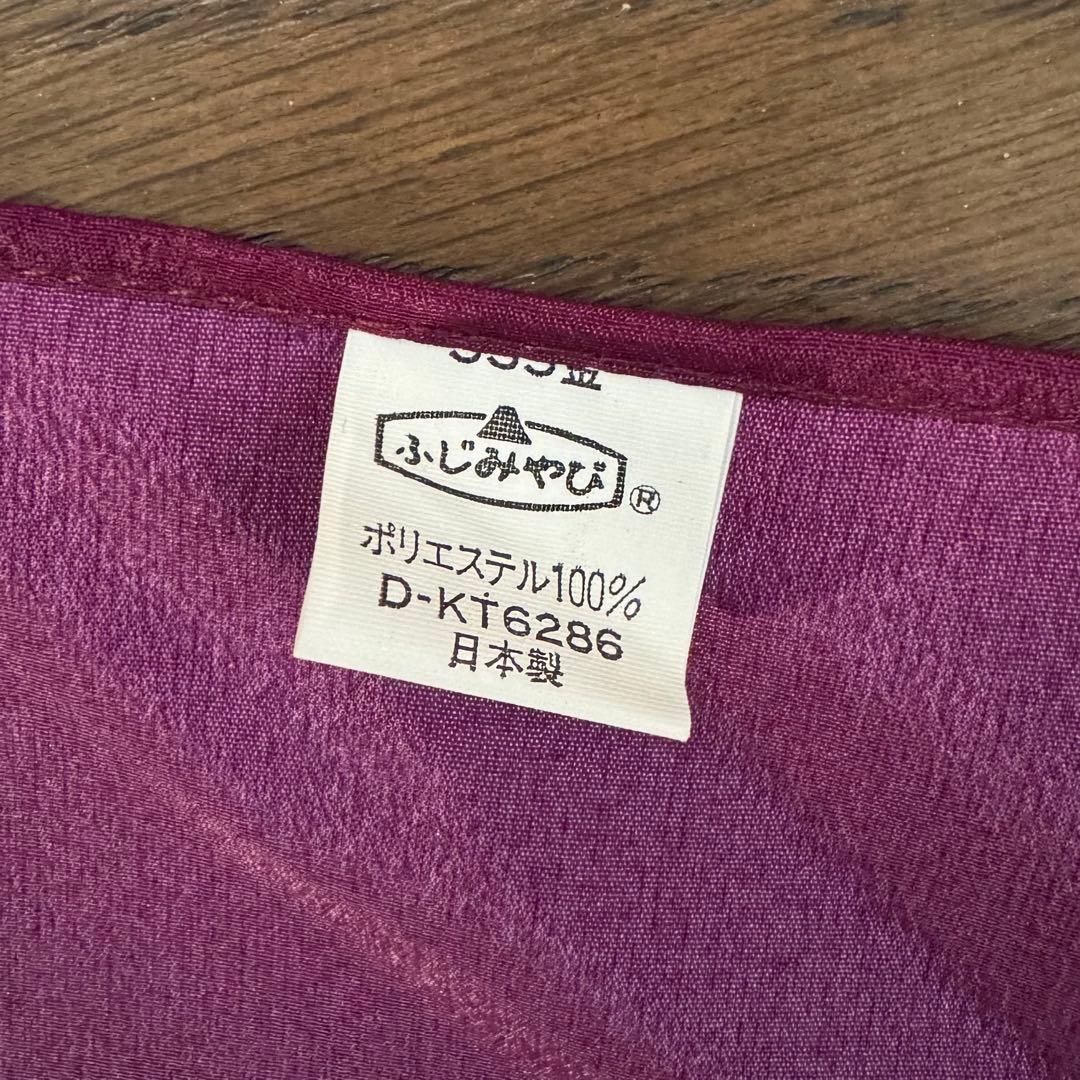 ふじみやび®
ポリエステル100%
D-KT6286
日本製